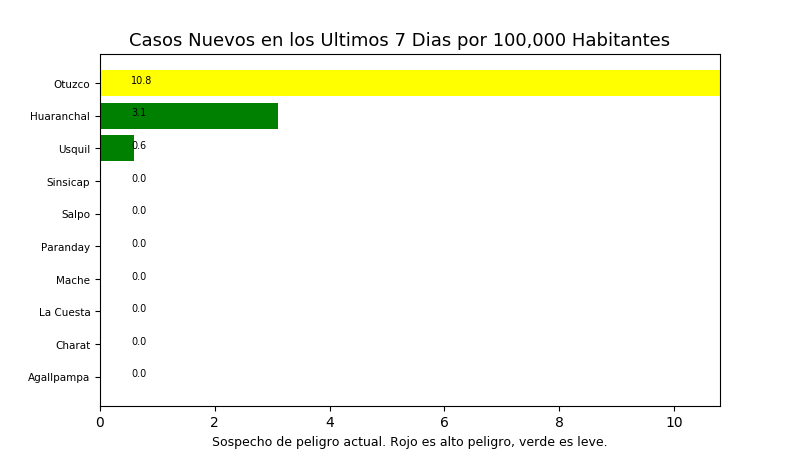 Casos Nuevos en los Ultimos 7 Dias por 100,000 Habitantes
Otuzco 10.8
Huaranchal 3.1
Usquil 0.6
Sinsicap 0.0
Salpo 0.0
Paranday 0.0
Mache 0.0
La Cuesta 0.0
Charat 0.0
Agallpampa 0.0
0 2 4 6 8 10
Sospecho de peligro actual. Rojo es alto peligro, verde es leve.